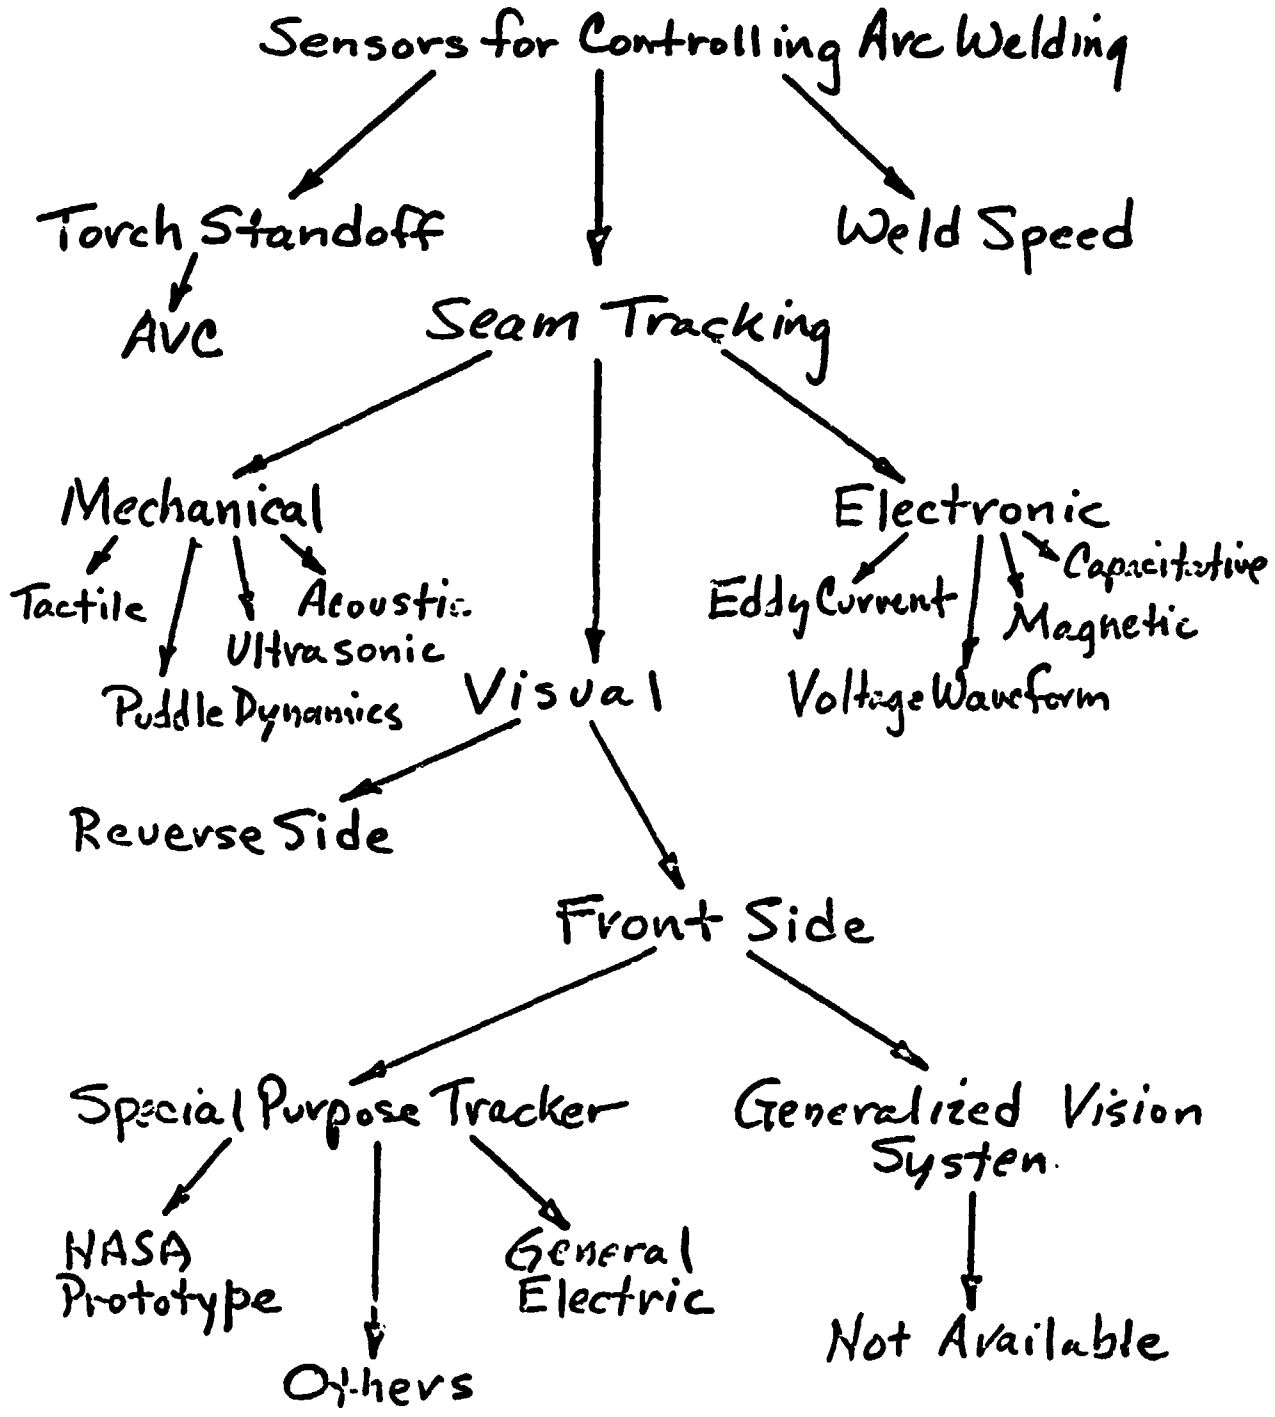 Sensors for Controlling Arc Welding
Torch Standoff
Weld Speed
AVC
Seam Tracking
Mechanical
Electronic
Tactile
Acoustic
Ultrasonic
Puddle Dynamics
Eddy Current
Capacitative
Magnetic
Voltage Waveform
Visual
Reverse Side
Front Side
Special Purpose Tracker
Generalized Vision
System
NASA
Prototype
General
Electric
Others
Not Available